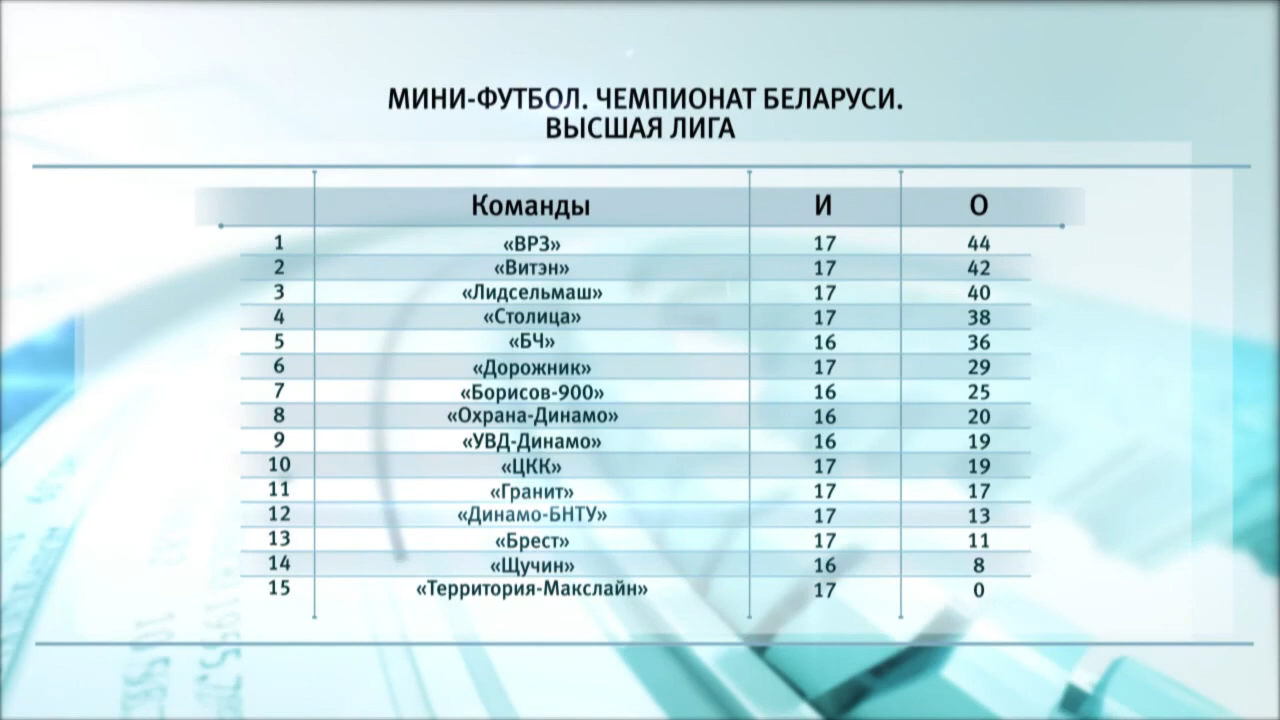 МИНИ-ФУТБОЛ. ЧЕМПИОНАТ БЕЛАРУСИ.
ВЫСШАЯ ЛИГА
Команды И О
1 «ВРЗ» 17 44
2 «Витэн» 17 42
3 «Лидсельмаш» 17 40
4 «Столица» 17 38
5 «БЧ» 16 36
6 «Дорожник» 17 29
7 «Борисов-900» 16 25
8 «Охрана-Динамо» 16 20
9 «УВД-Динамо» 16 19
10 «ЦКК» 17 19
11 «Гранит» 17 17
12 «Динамо-БНТУ» 17 13
13 «Брест» 17 11
14 «Щучин» 16 8
15 «Территория-Макслайн» 17 0